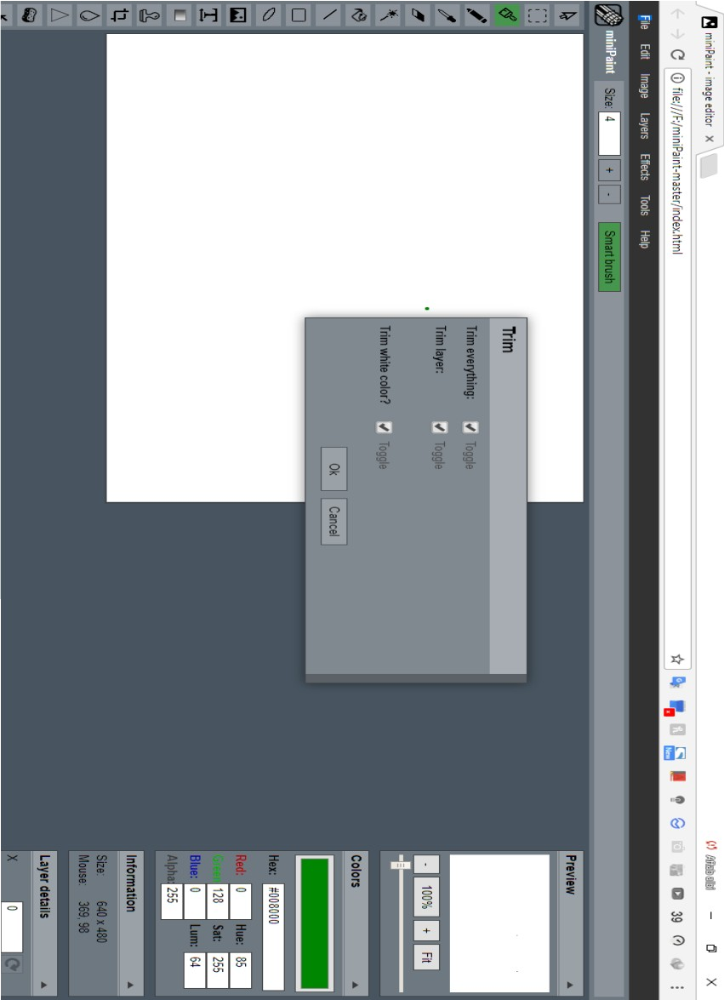 miniPaint - image editor X
file:///F:/miniPaint-master/index.html
39
File Edit Image Layers Effects Tools Help
miniPaint Size: 4 + - Smart brush
Trim
Trim everything: Toggle
Trim layer: Toggle
Trim white color? Toggle
Ok Cancel
Preview
- 100% + Fit
Colors
Hex: #008000
Red: 0 Hue: 85
Green: 128 Sat: 255
Blue: 0 Lum: 64
Alpha: 255
Information
Size: 640 x 480
Mouse: 369, 98
Layer details
X 0